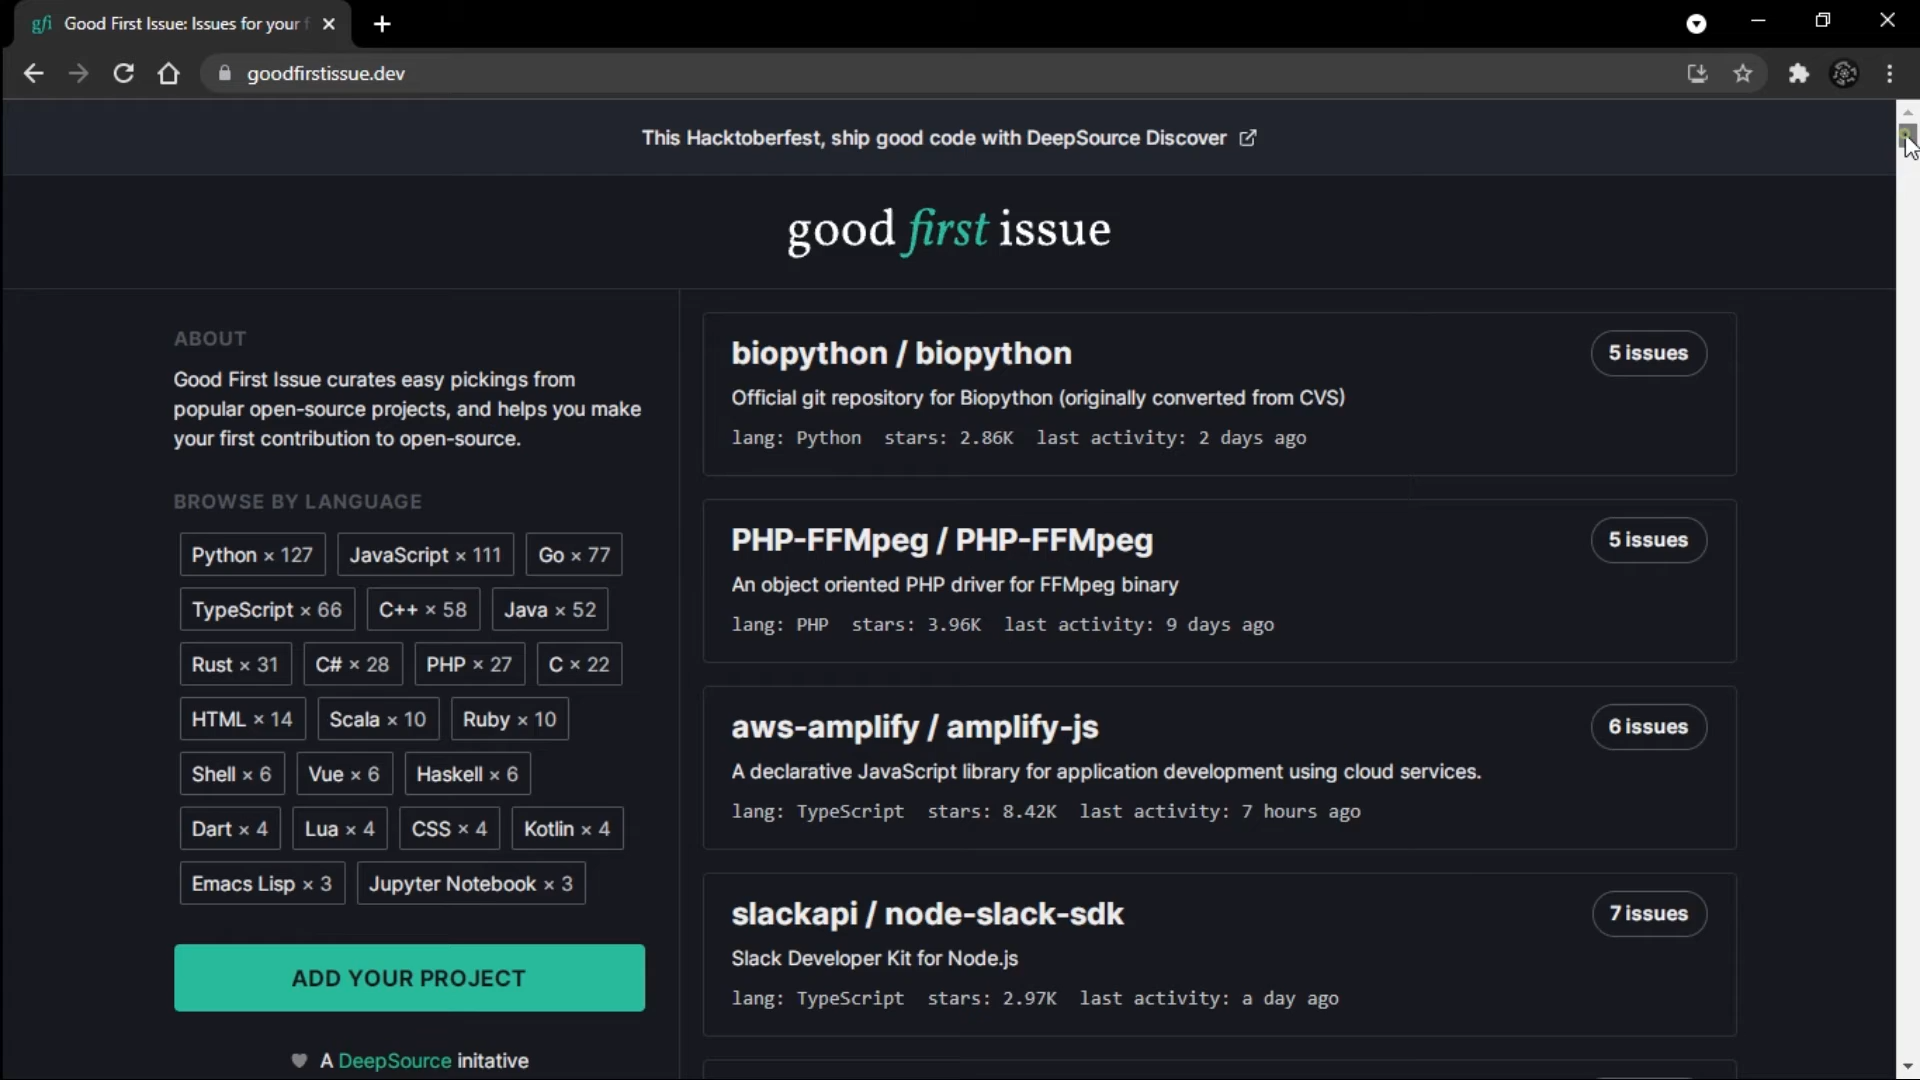 gfi Good First Issue: Issues for your
goodfirstissue.dev
This Hacktoberfest, ship good code with DeepSource Discover
good first issue
ABOUT
Good First Issue curates easy pickings from
popular open-source projects, and helps you make
your first contribution to open-source.
BROWSE BY LANGUAGE
Python × 127 JavaScript × 111 Go × 77
TypeScript × 66 C++ × 58 Java × 52
Rust × 31 C# × 28 PHP × 27 C × 22
HTML × 14 Scala × 10 Ruby × 10
Shell × 6 Vue × 6 Haskell × 6
Dart × 4 Lua × 4 CSS × 4 Kotlin × 4
Emacs Lisp × 3 Jupyter Notebook × 3
ADD YOUR PROJECT
A DeepSource initative
biopython / biopython 5 issues
Official git repository for Biopython (originally converted from CVS)
lang: Python stars: 2.86K last activity: 2 days ago
PHP-FFMpeg / PHP-FFMpeg 5 issues
An object oriented PHP driver for FFMpeg binary
lang: PHP stars: 3.96K last activity: 9 days ago
aws-amplify / amplify-js 6 issues
A declarative JavaScript library for application development using cloud services.
lang: TypeScript stars: 8.42K last activity: 7 hours ago
slackapi / node-slack-sdk 7 issues
Slack Developer Kit for Node.js
lang: TypeScript stars: 2.97K last activity: a day ago